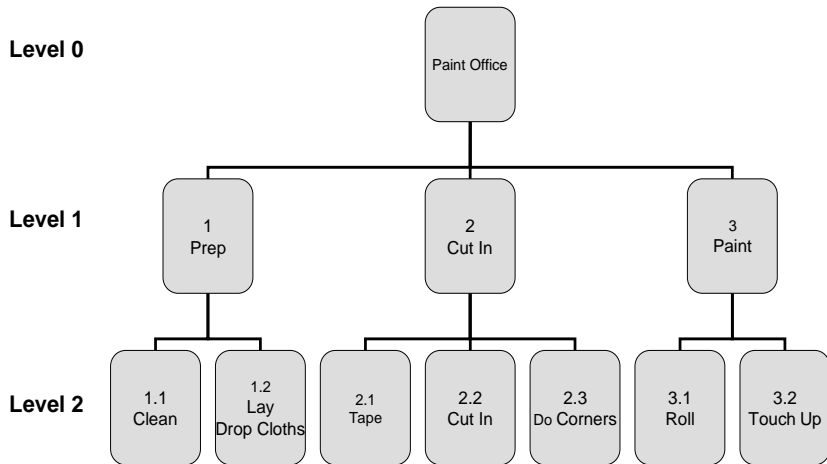 Level 0
Paint Office
Level 1
1
Prep
2
Cut In
3
Paint
Level 2
1.1
Clean
1.2
Lay
Drop Cloths
2.1
Tape
2.2
Cut In
2.3
Do Corners
3.1
Roll
3.2
Touch Up